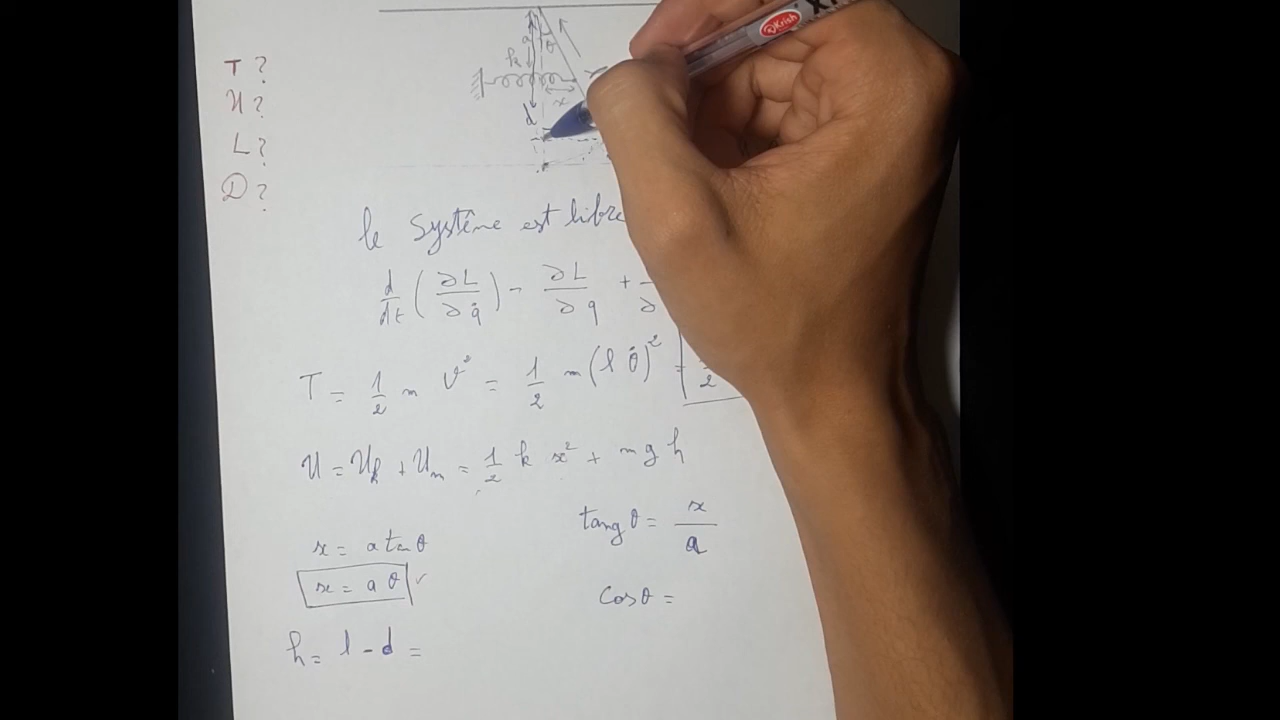 T ?
U ?
L ?
D ?
a
θ
k
x
d
le système est libre
d/dt ( ∂L/∂q̇ ) - ∂L/∂q + /∂
T = 1/2 m v² = 1/2 m (l θ̇)² = /2
U = Uk + Um = 1/2 k x² + m g h
tang θ = x/a
x = a tan θ
x = a θ ✓
cos θ =
h = l - d =
Krish